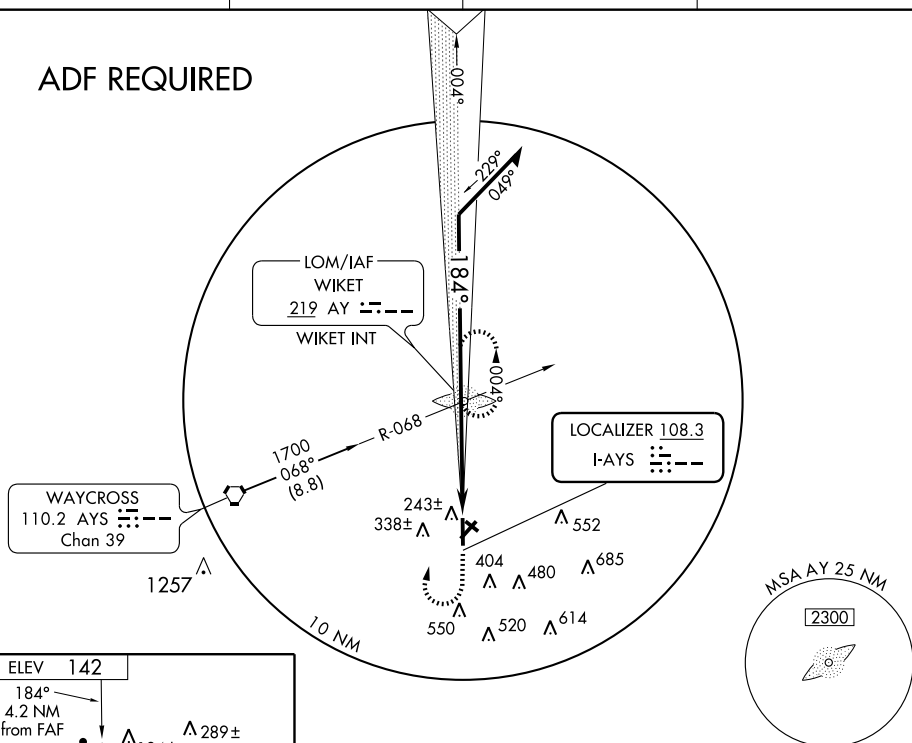 ADF REQUIRED
004°
229°
049°
184°
LOM/IAF
WIKET
219 AY
WIKET INT
004°
R-068
1700
068°
(8.8)
LOCALIZER 108.3
I-AYS
WAYCROSS
110.2 AYS
Chan 39
243±
338±
552
1257
404
480
685
550
520
614
10 NM
MSA AY 25 NM
2300
ELEV 142
184°
4.2 NM
from FAF
289±